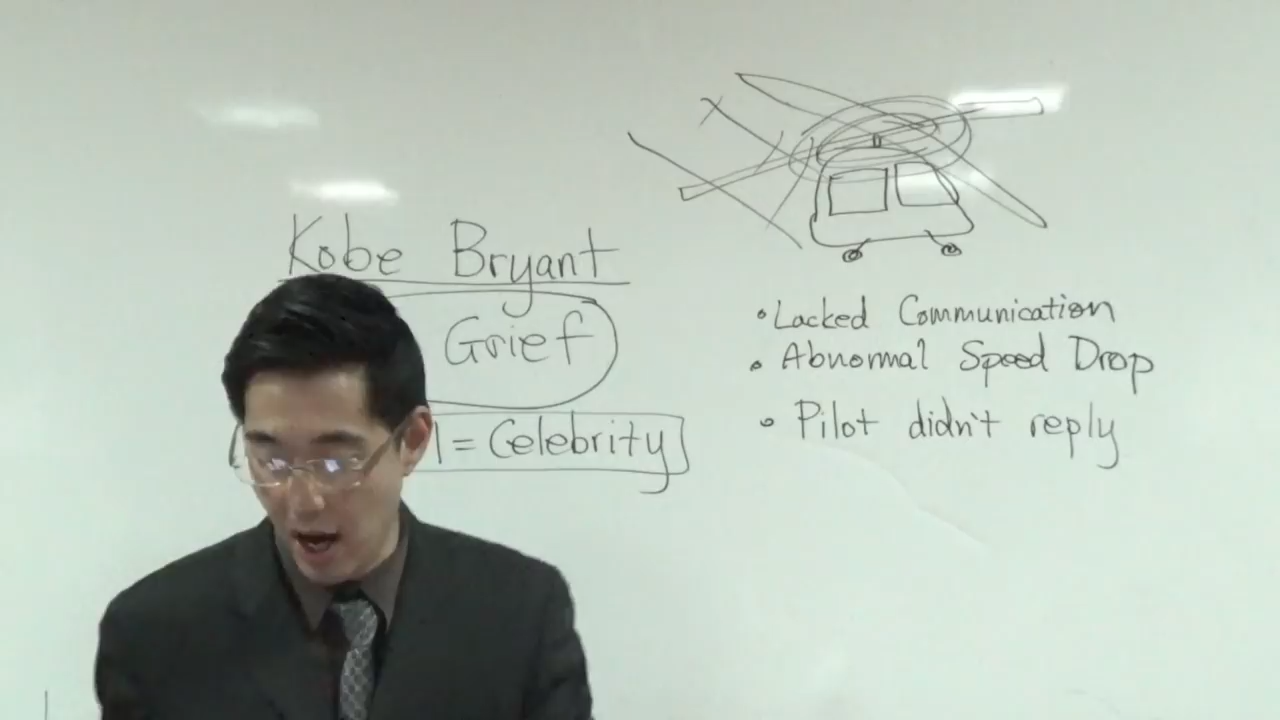 Kobe Bryant
Grief
= Celebrity
• Lacked Communication
• Abnormal Speed Drop
• Pilot didn't reply